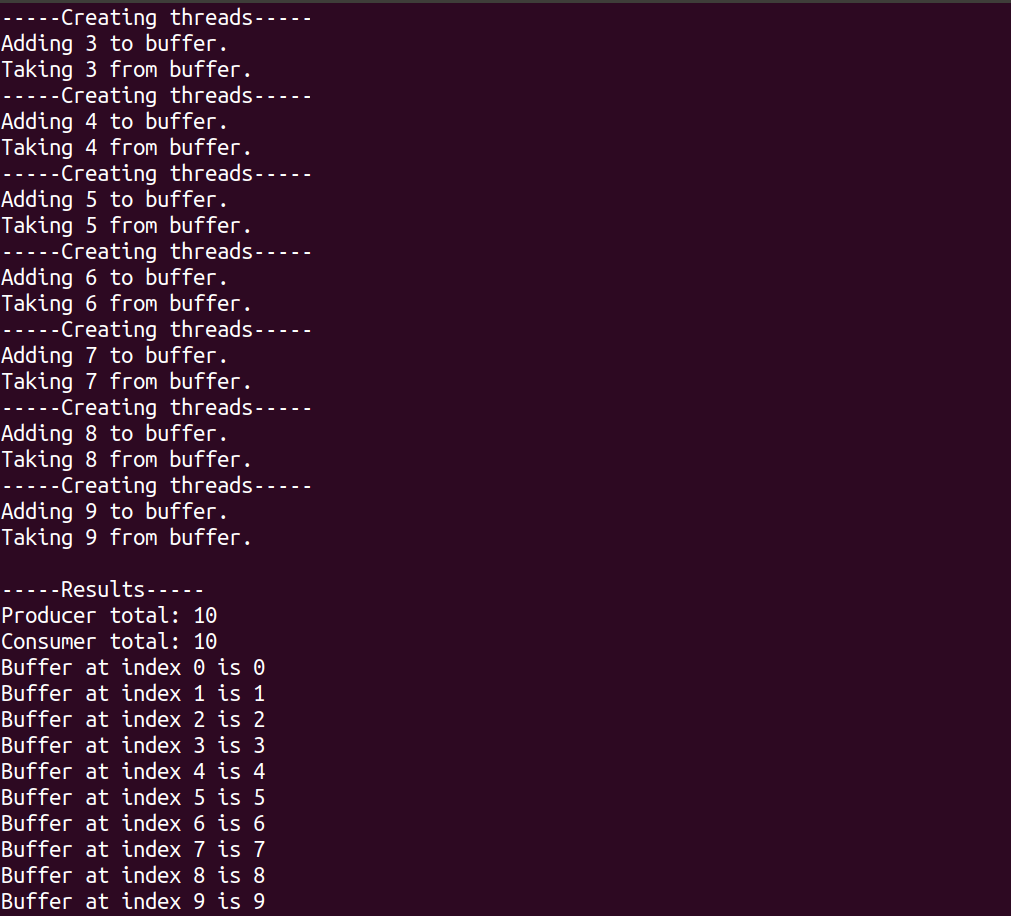 -----Creating threads-----
Adding 3 to buffer.
Taking 3 from buffer.
-----Creating threads-----
Adding 4 to buffer.
Taking 4 from buffer.
-----Creating threads-----
Adding 5 to buffer.
Taking 5 from buffer.
-----Creating threads-----
Adding 6 to buffer.
Taking 6 from buffer.
-----Creating threads-----
Adding 7 to buffer.
Taking 7 from buffer.
-----Creating threads-----
Adding 8 to buffer.
Taking 8 from buffer.
-----Creating threads-----
Adding 9 to buffer.
Taking 9 from buffer.

-----Results-----
Producer total: 10
Consumer total: 10
Buffer at index 0 is 0
Buffer at index 1 is 1
Buffer at index 2 is 2
Buffer at index 3 is 3
Buffer at index 4 is 4
Buffer at index 5 is 5
Buffer at index 6 is 6
Buffer at index 7 is 7
Buffer at index 8 is 8
Buffer at index 9 is 9